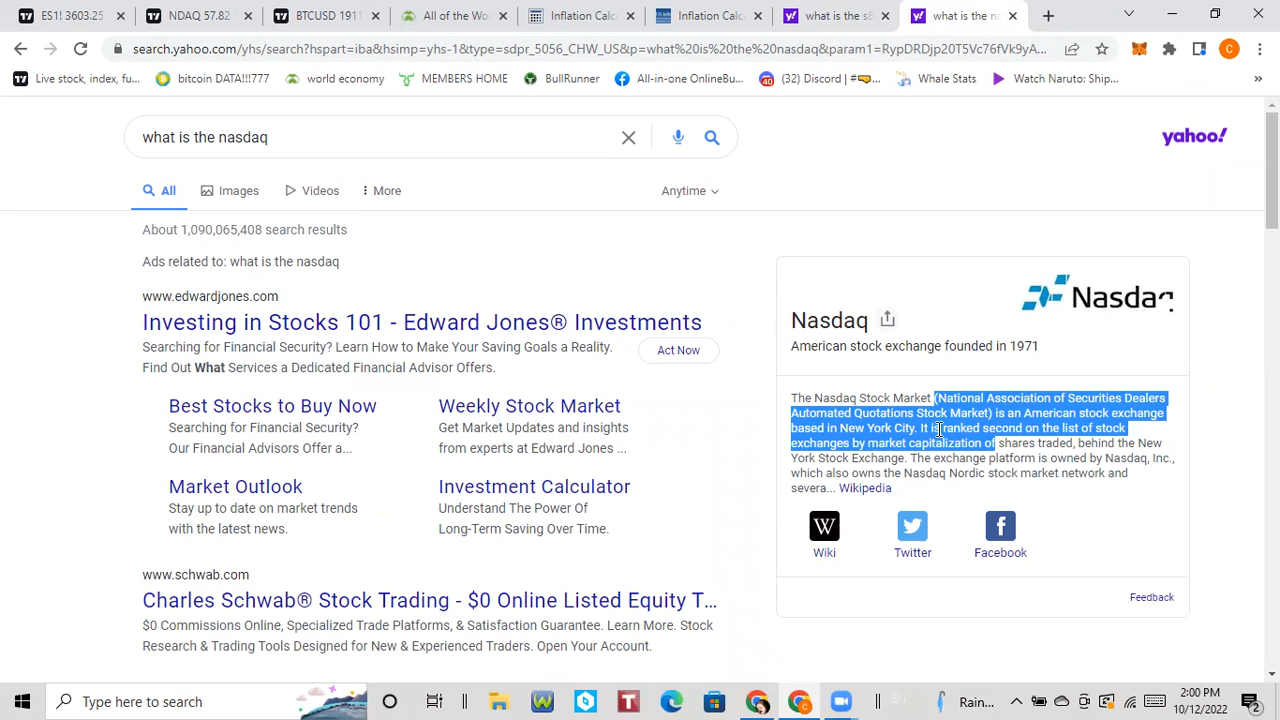 ES1! 3603.25
NDAQ 57.87
BTCUSD 19
All of the Wo
Inflation Calc
Inflation Calc
what is the s&
what is the na
search.yahoo.com/yhs/search?hspart=iba&hsimp=yhs-1&type=sdpr_5056_CHW_US&p=what%20is%20the%20nasdaq&param1=RypDRDjp20T5Vc76fVk9yA...
C
Live stock, index, fu...
bitcoin DATA!!!777
world economy
MEMBERS HOME
BullRunner
All-in-one OnlineBu...
40
(32) Discord | #
Whale Stats
Watch Naruto: Ship...
»
what is the nasdaq
yahoo!
All
Images
Videos
More
Anytime
About 1,090,065,408 search results
Ads related to: what is the nasdaq
www.edwardjones.com
Investing in Stocks 101 - Edward Jones® Investments
Searching for Financial Security? Learn How to Make Your Saving Goals a Reality.
Find Out What Services a Dedicated Financial Advisor Offers.
Act Now
Best Stocks to Buy Now
Searching for Financial Security?
Our Advisors Offer a...
Weekly Stock Market
Get Market Updates and insights
from experts at Edward Jones ...
Market Outlook
Stay up to date on market trends
with the latest news.
Investment Calculator
Understand The Power Of
Long-Term Saving Over Time.
www.schwab.com
Charles Schwab® Stock Trading - $0 Online Listed Equity T...
$0 Commissions Online, Specialized Trade Platforms, & Satisfaction Guarantee. Learn More. Stock
Research & Trading Tools Designed for New & Experienced Traders. Open Your Account.
Nasdaq
Nasdaq
American stock exchange founded in 1971
The Nasdaq Stock Market (National Association of Securities Dealers
Automated Quotations Stock Market) is an American stock exchange
based in New York City. It is ranked second on the list of stock
exchanges by market capitalization of shares traded, behind the New
York Stock Exchange. The exchange platform is owned by Nasdaq, Inc.,
which also owns the Nasdaq Nordic stock market network and
severa... Wikipedia
W
Wiki
Twitter
Facebook
Feedback
Type here to search
Rain...
2:00 PM
10/12/2022
2